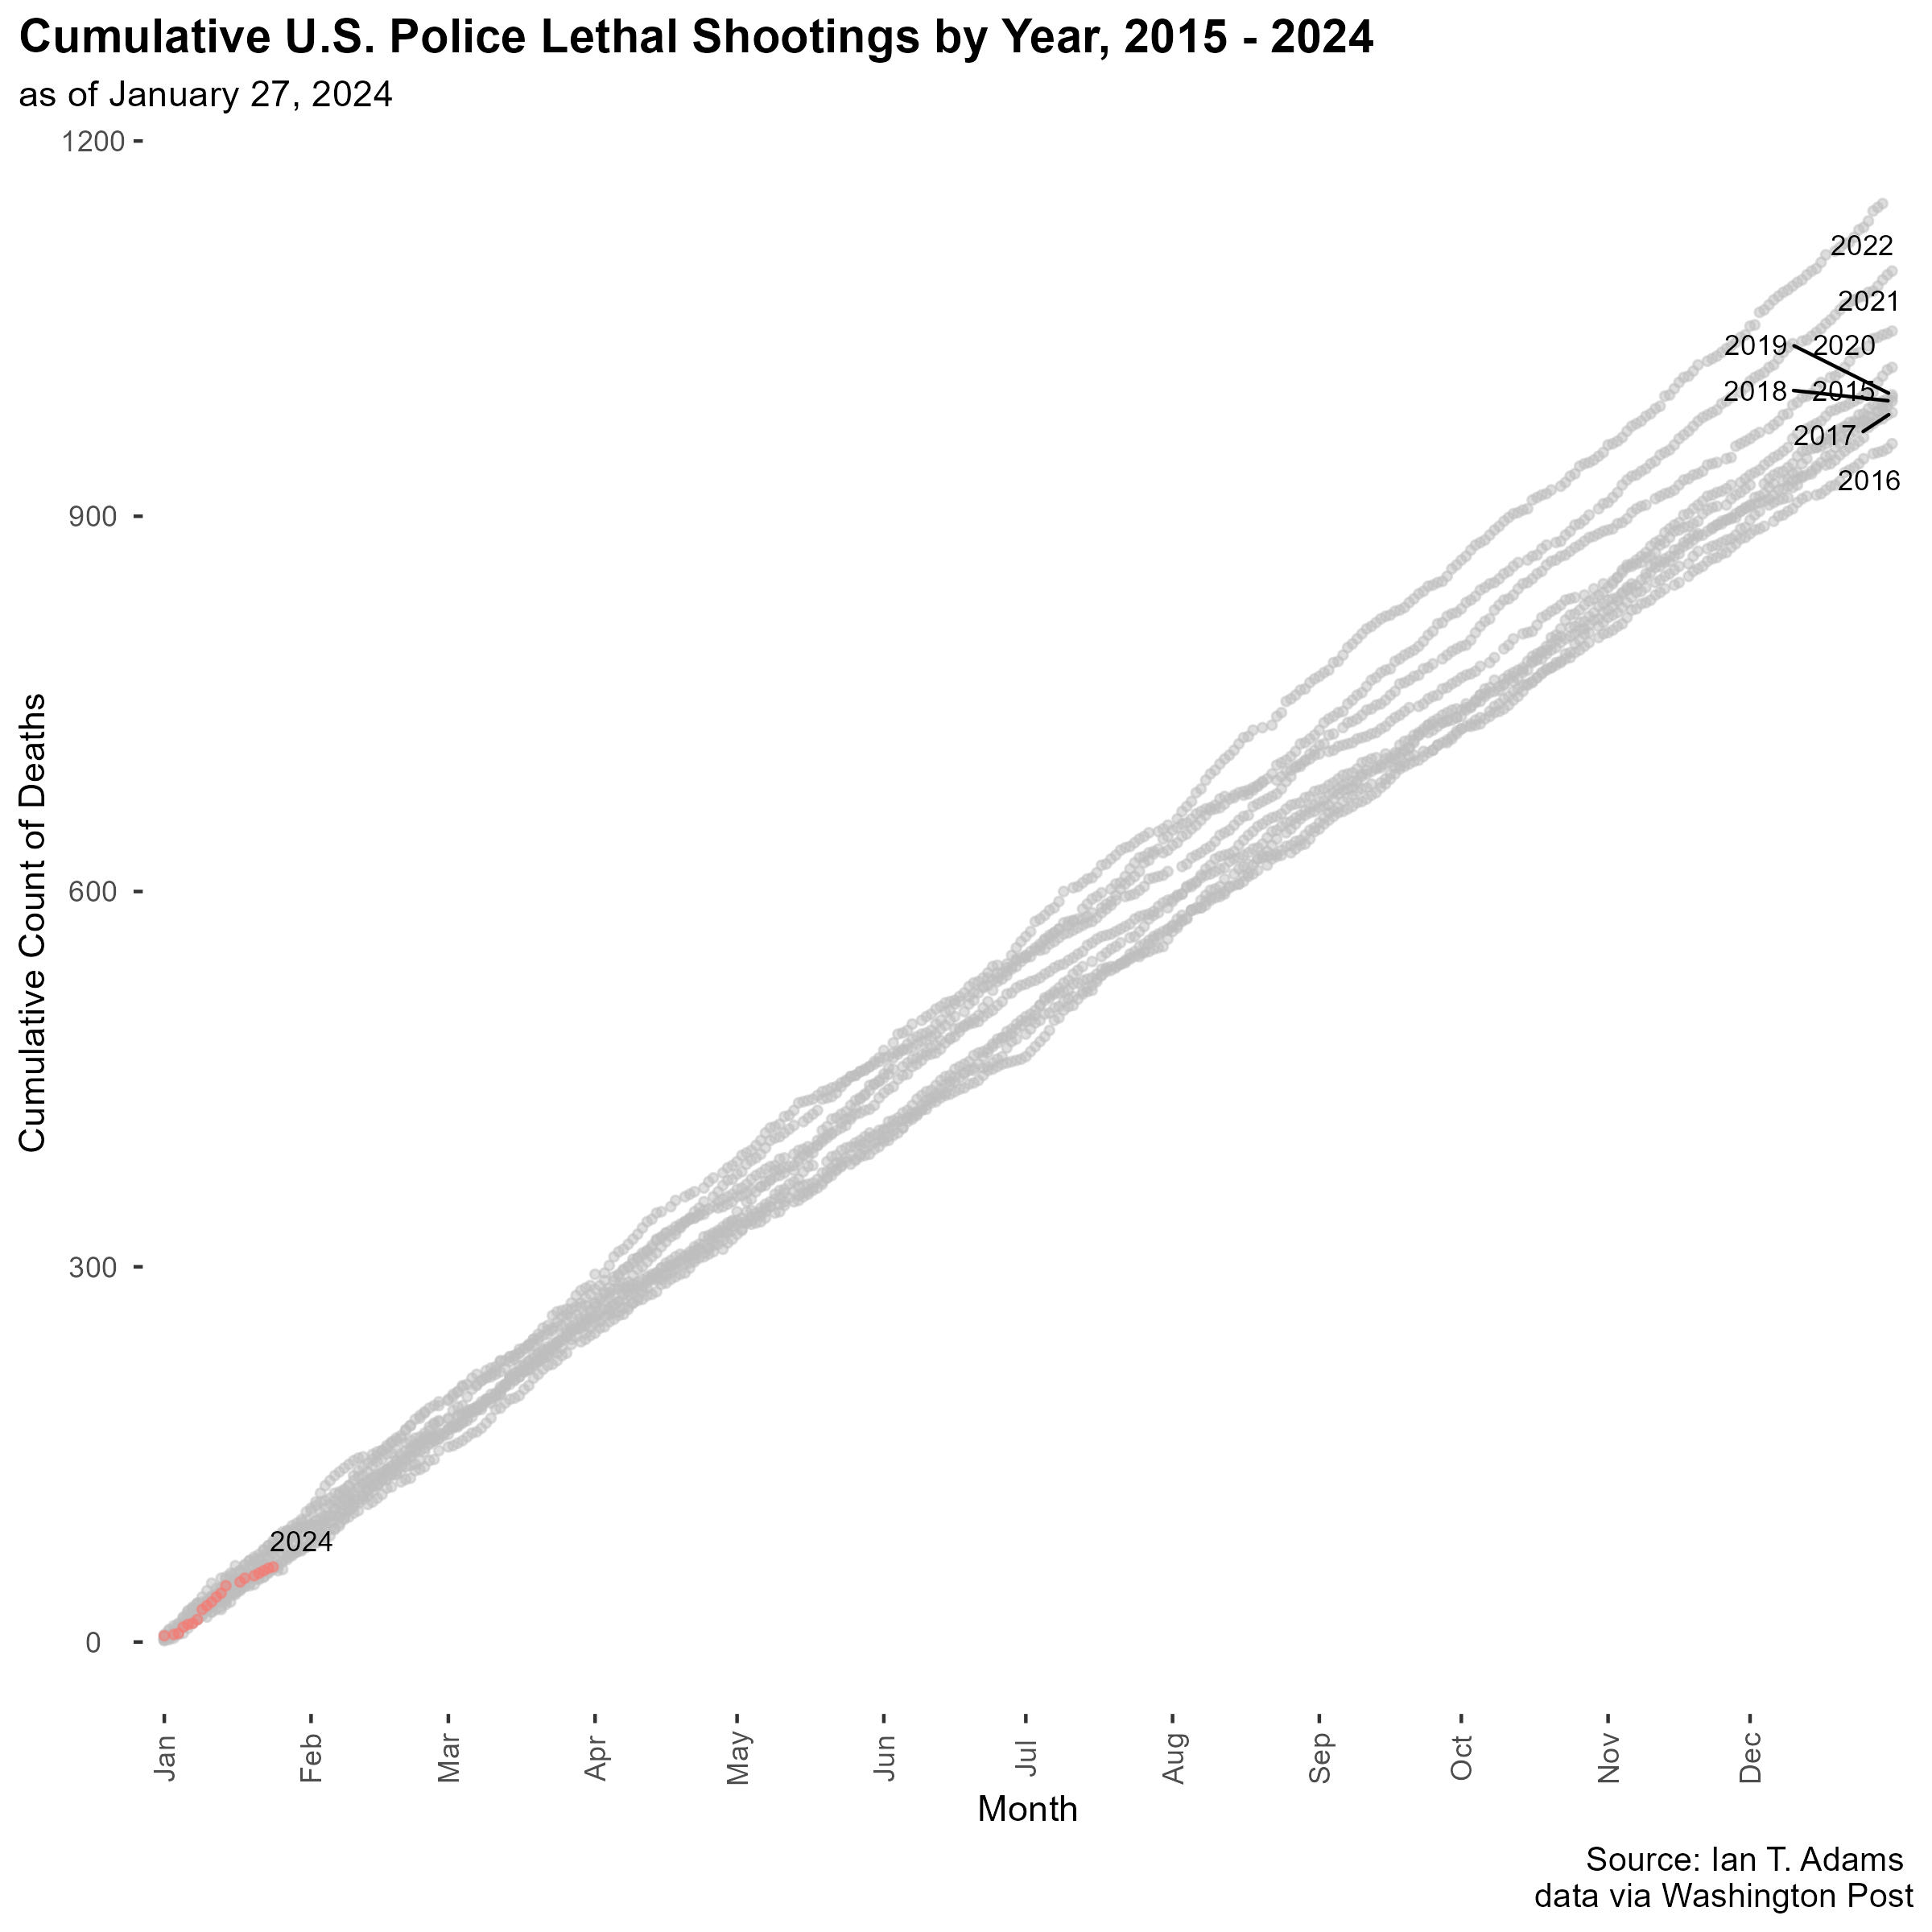 Cumulative U.S. Police Lethal Shootings by Year, 2015 - 2024
as of January 27, 2024
1200
2022
2021
2019 2020
2018 2015
2017
2016
900
Cumulative Count of Deaths
600
300
2024
0
Jan Feb Mar Apr May Jun Jul Aug Sep Oct Nov Dec
Month
Source: Ian T. Adams
data via Washington Post